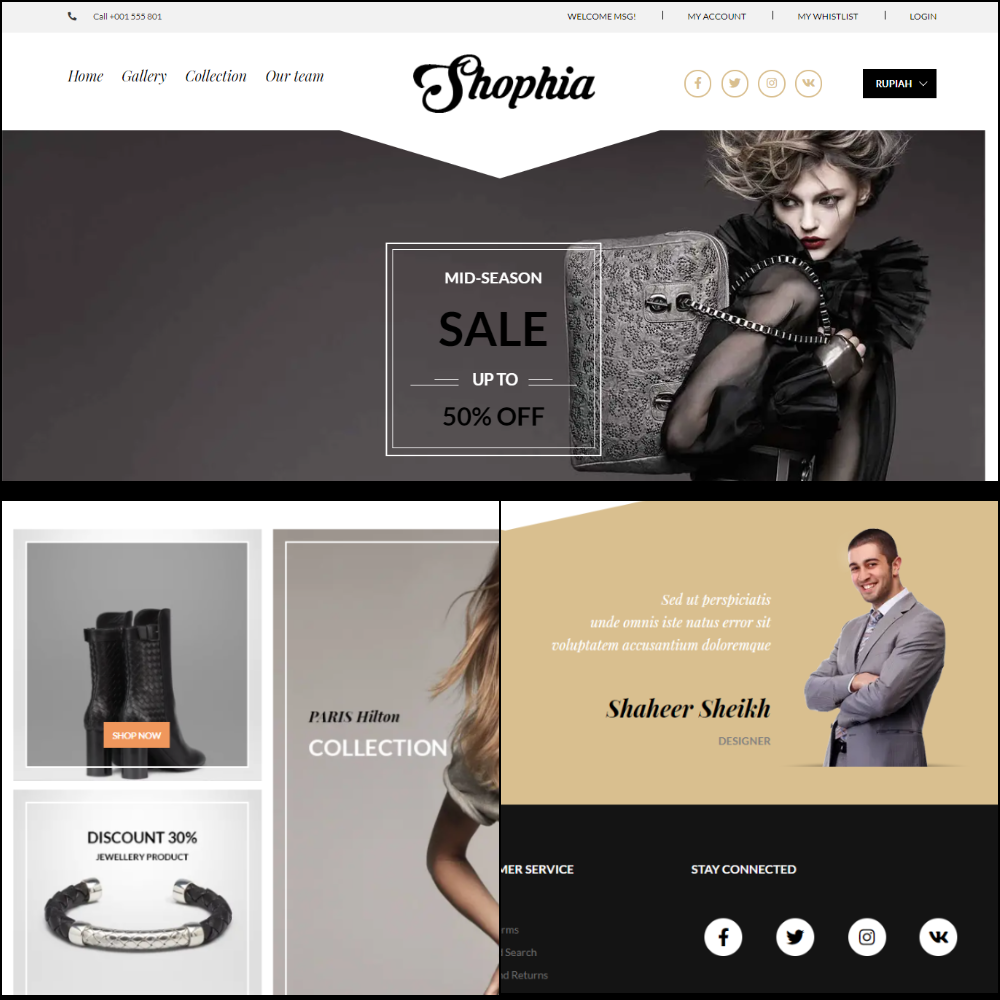 Call +001 555 801
WELCOME MSG!
MY ACCOUNT
MY WHISTLIST
LOGIN
Home
Gallery
Collection
Our team
Shophia
RUPIAH
MID-SEASON
SALE
UP TO
50% OFF
SHOP NOW
DISCOUNT 30%
JEWELLERY PRODUCT
PARIS Hilton
COLLECTION
Sed ut perspiciatis
unde omnis iste natus error sit
voluptatem accusantium doloremque
Shaheer Sheikh
DESIGNER
MER SERVICE
rms
Search
nd Returns
STAY CONNECTED